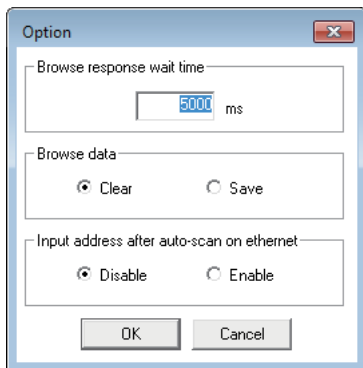 Option
Browse response wait time
5000 ms
Browse data
Clear Save
Input address after auto-scan on ethernet
Disable Enable
OK Cancel